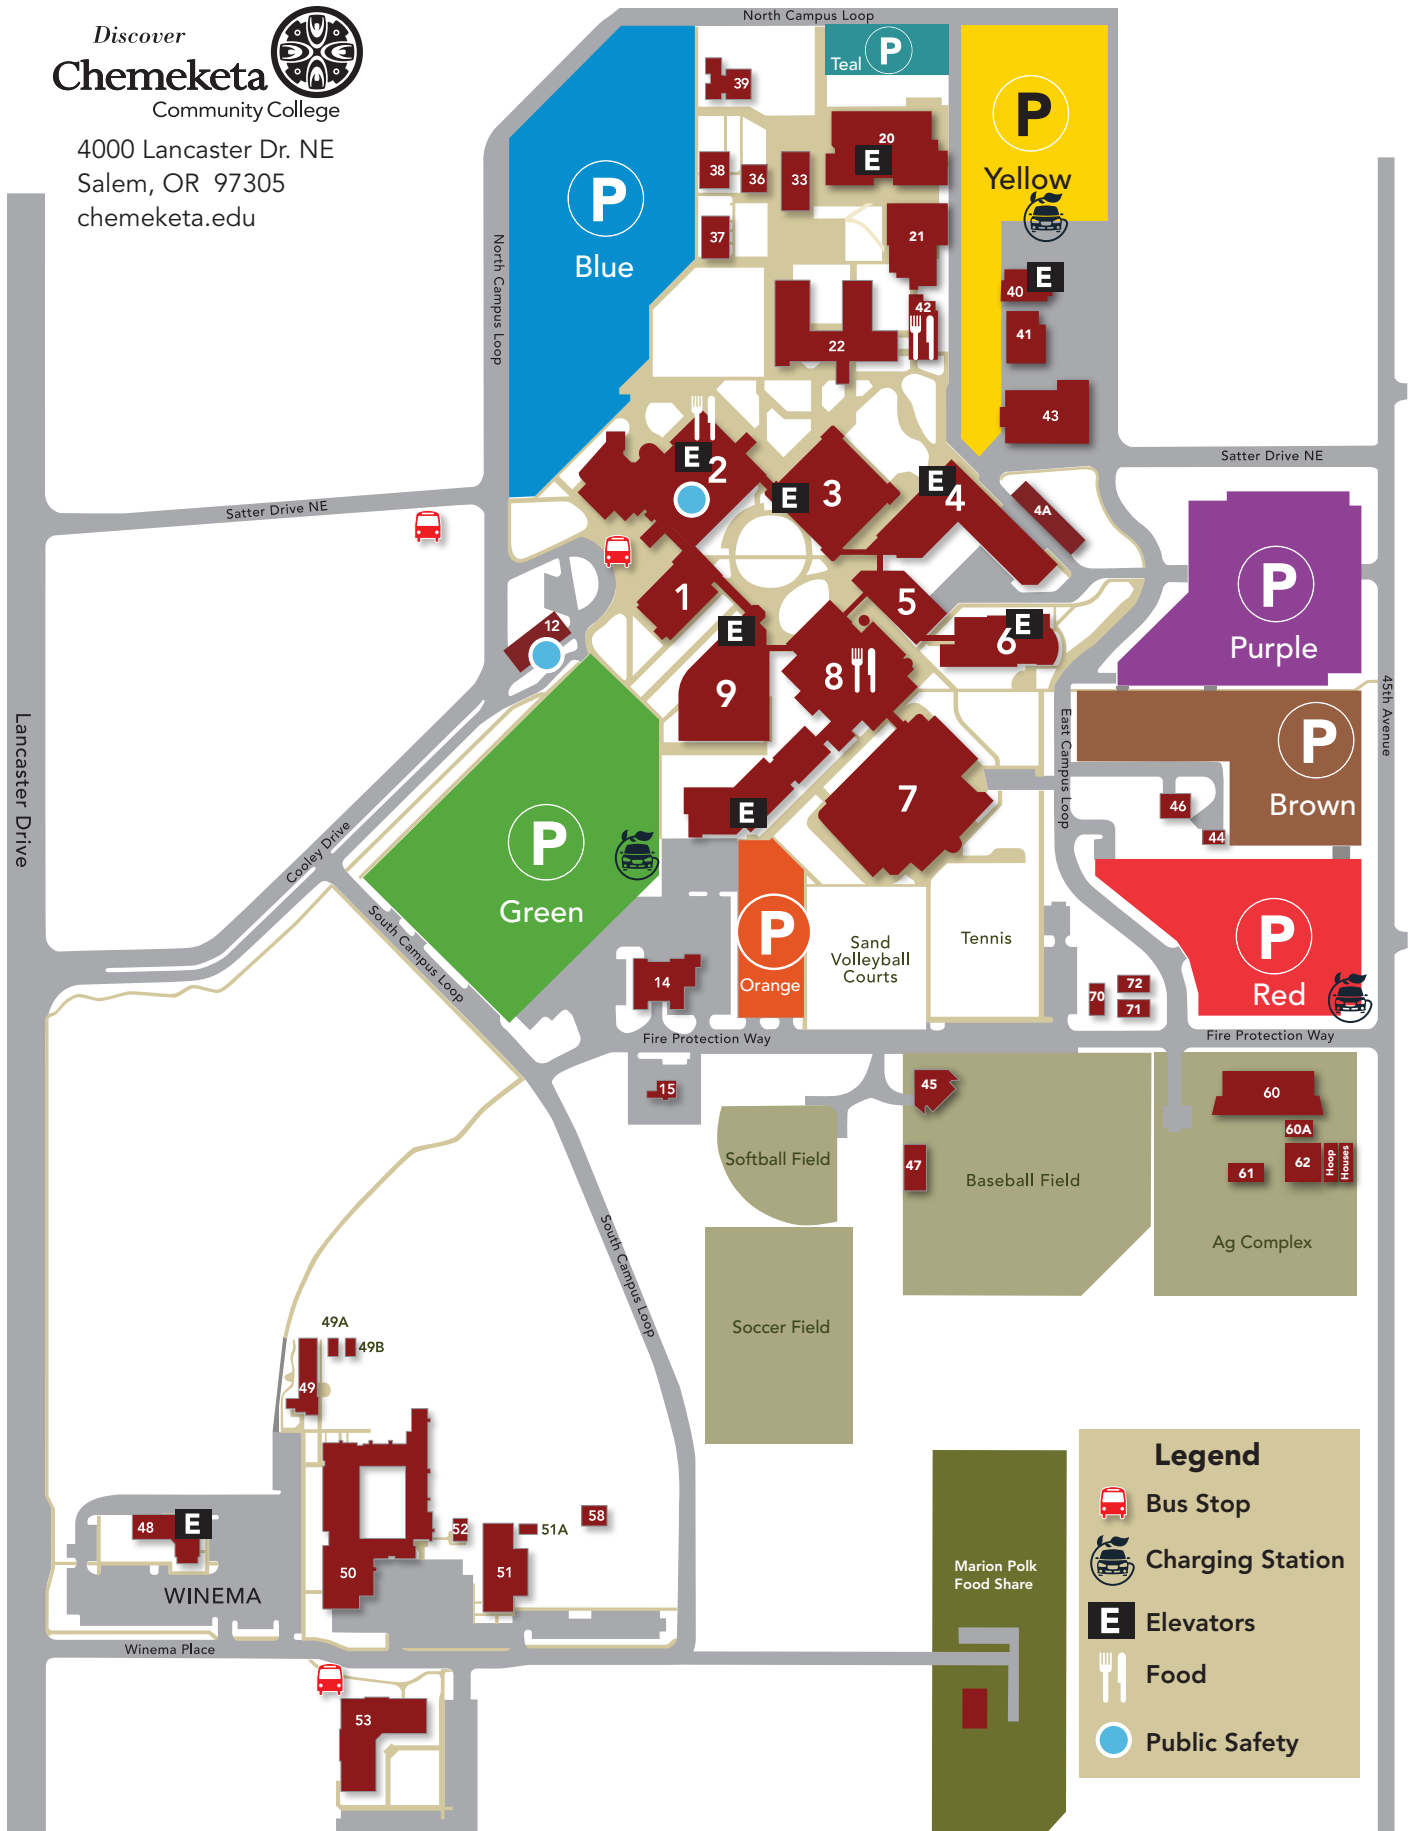 Discover
Chemeketa
Community College
4000 Lancaster Dr. NE
Salem, OR 97305
chemeketa.edu
North Campus Loop
P
Teal
P
Yellow
P
Blue
North Campus Loop
39
20
E
38
36
33
37
21
42
22
40
E
41
43
Satter Drive NE
Satter Drive NE
E
2
E
3
E
4
4A
1
5
6
E
12
E
9
8
7
E
P
Purple
P
Brown
45th Avenue
East Campus Loop
46
44
Lancaster Drive
Cooley Drive
P
Green
South Campus Loop
P
Orange
Sand
Volleyball
Courts
Tennis
P
Red
14
70
72
71
Fire Protection Way
Fire Protection Way
15
45
47
Softball Field
Baseball Field
60
60A
61
62
Hoop
Houses
Ag Complex
South Campus Loop
Soccer Field
49A
49B
49
48
E
WINEMA
50
52
51
51A
58
Winema Place
53
Marion Polk
Food Share
Legend
Bus Stop
Charging Station
E
Elevators
Food
Public Safety